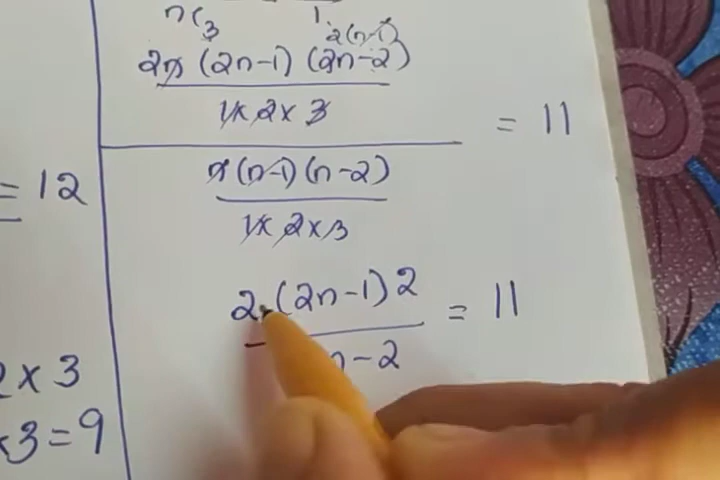 nC3 1
2(n-1)
2n (2n-1) (2n-2)
1×2×3
= 11
n(n-1)(n-2)
1×2×3
= 12
2.(2n-1)2 = 11
n-2
2×3
×3=9